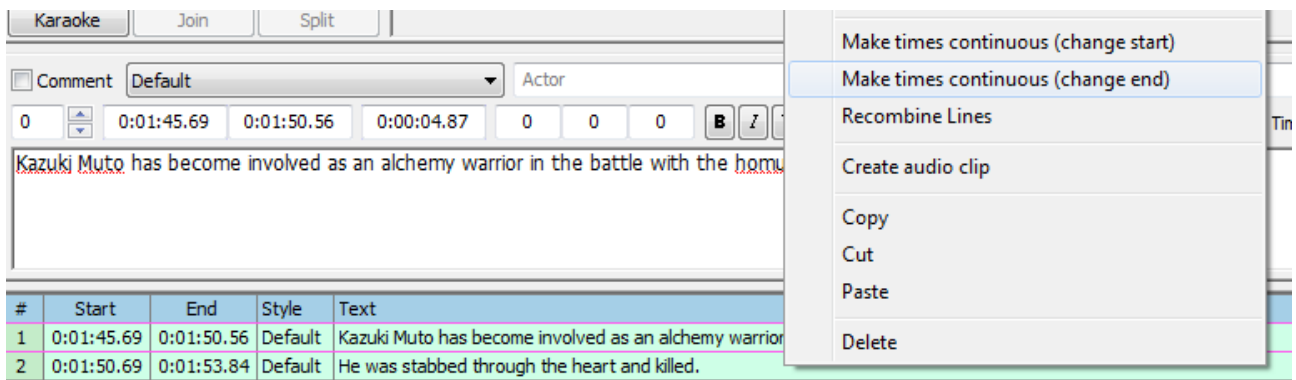 Karaoke Join Split
Make times continuous (change start)
Comment Default Actor
Make times continuous (change end)
0 0:01:45.69 0:01:50.56 0:00:04.87 0 0 0 B I
Recombine Lines
Kazuki Muto has become involved as an alchemy warrior in the battle with the
Create audio clip
Copy
Cut
Paste
# Start End Style Text
1 0:01:45.69 0:01:50.56 Default Kazuki Muto has become involved as an alchemy warrior
Delete
2 0:01:50.69 0:01:53.84 Default He was stabbed through the heart and killed.